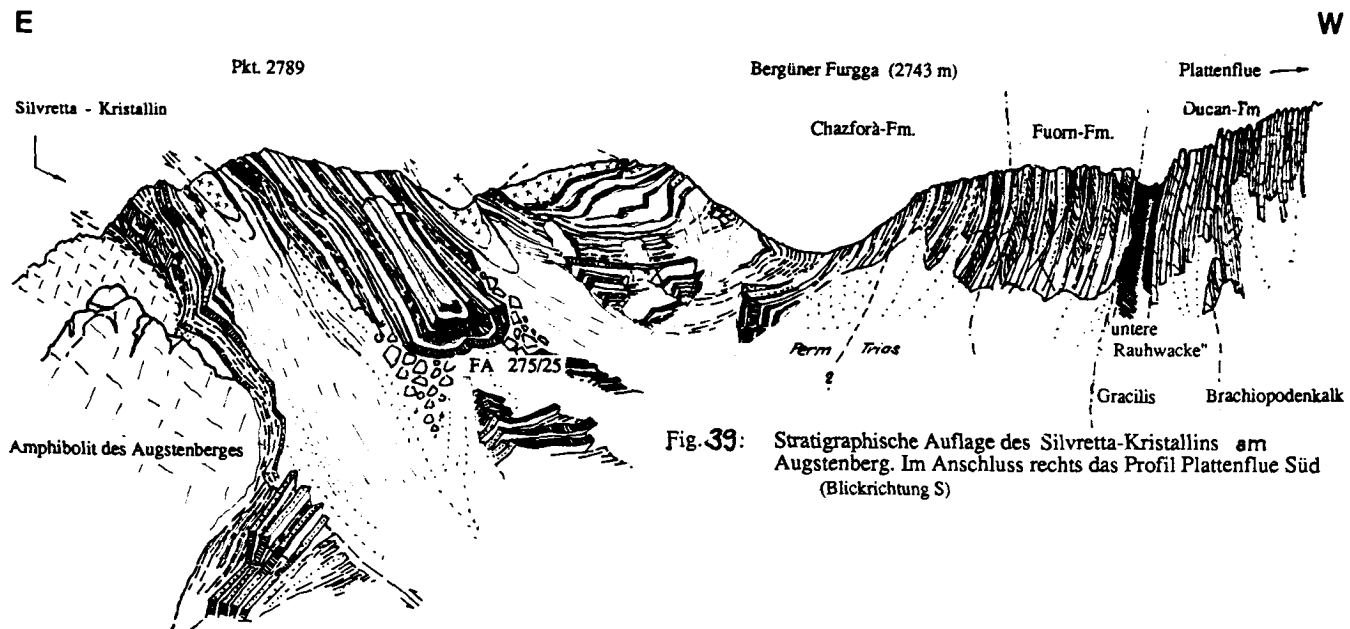 E
W
Pkt. 2789
Bergüner Furgga (2743 m)
Plattenflue
Silvretta - Kristallin
Ducan-Fm
Chazforà-Fm.
Fuorn-Fm.
Perm
Trias
?
untere
Rauhwacke"
FA 275/25
Gracilis
Brachiopodenkalk
Amphibolit des Augstenberges
Fig. 39: Stratigraphische Auflage des Silvretta-Kristallins am
Augstenberg. Im Anschluss rechts das Profil Plattenflue Süd
(Blickrichtung S)